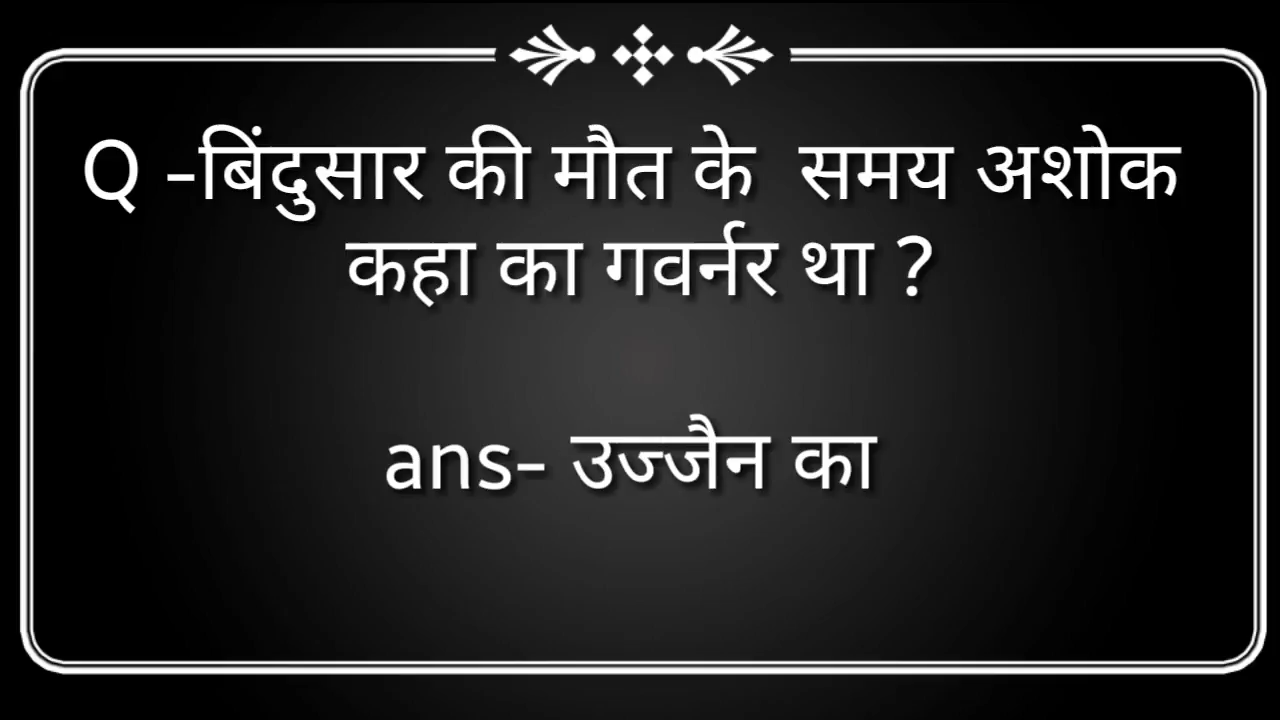 Q -बिंदुसार की मौत के समय अशोक
कहा का गवर्नर था ?
ans- उज्जैन का